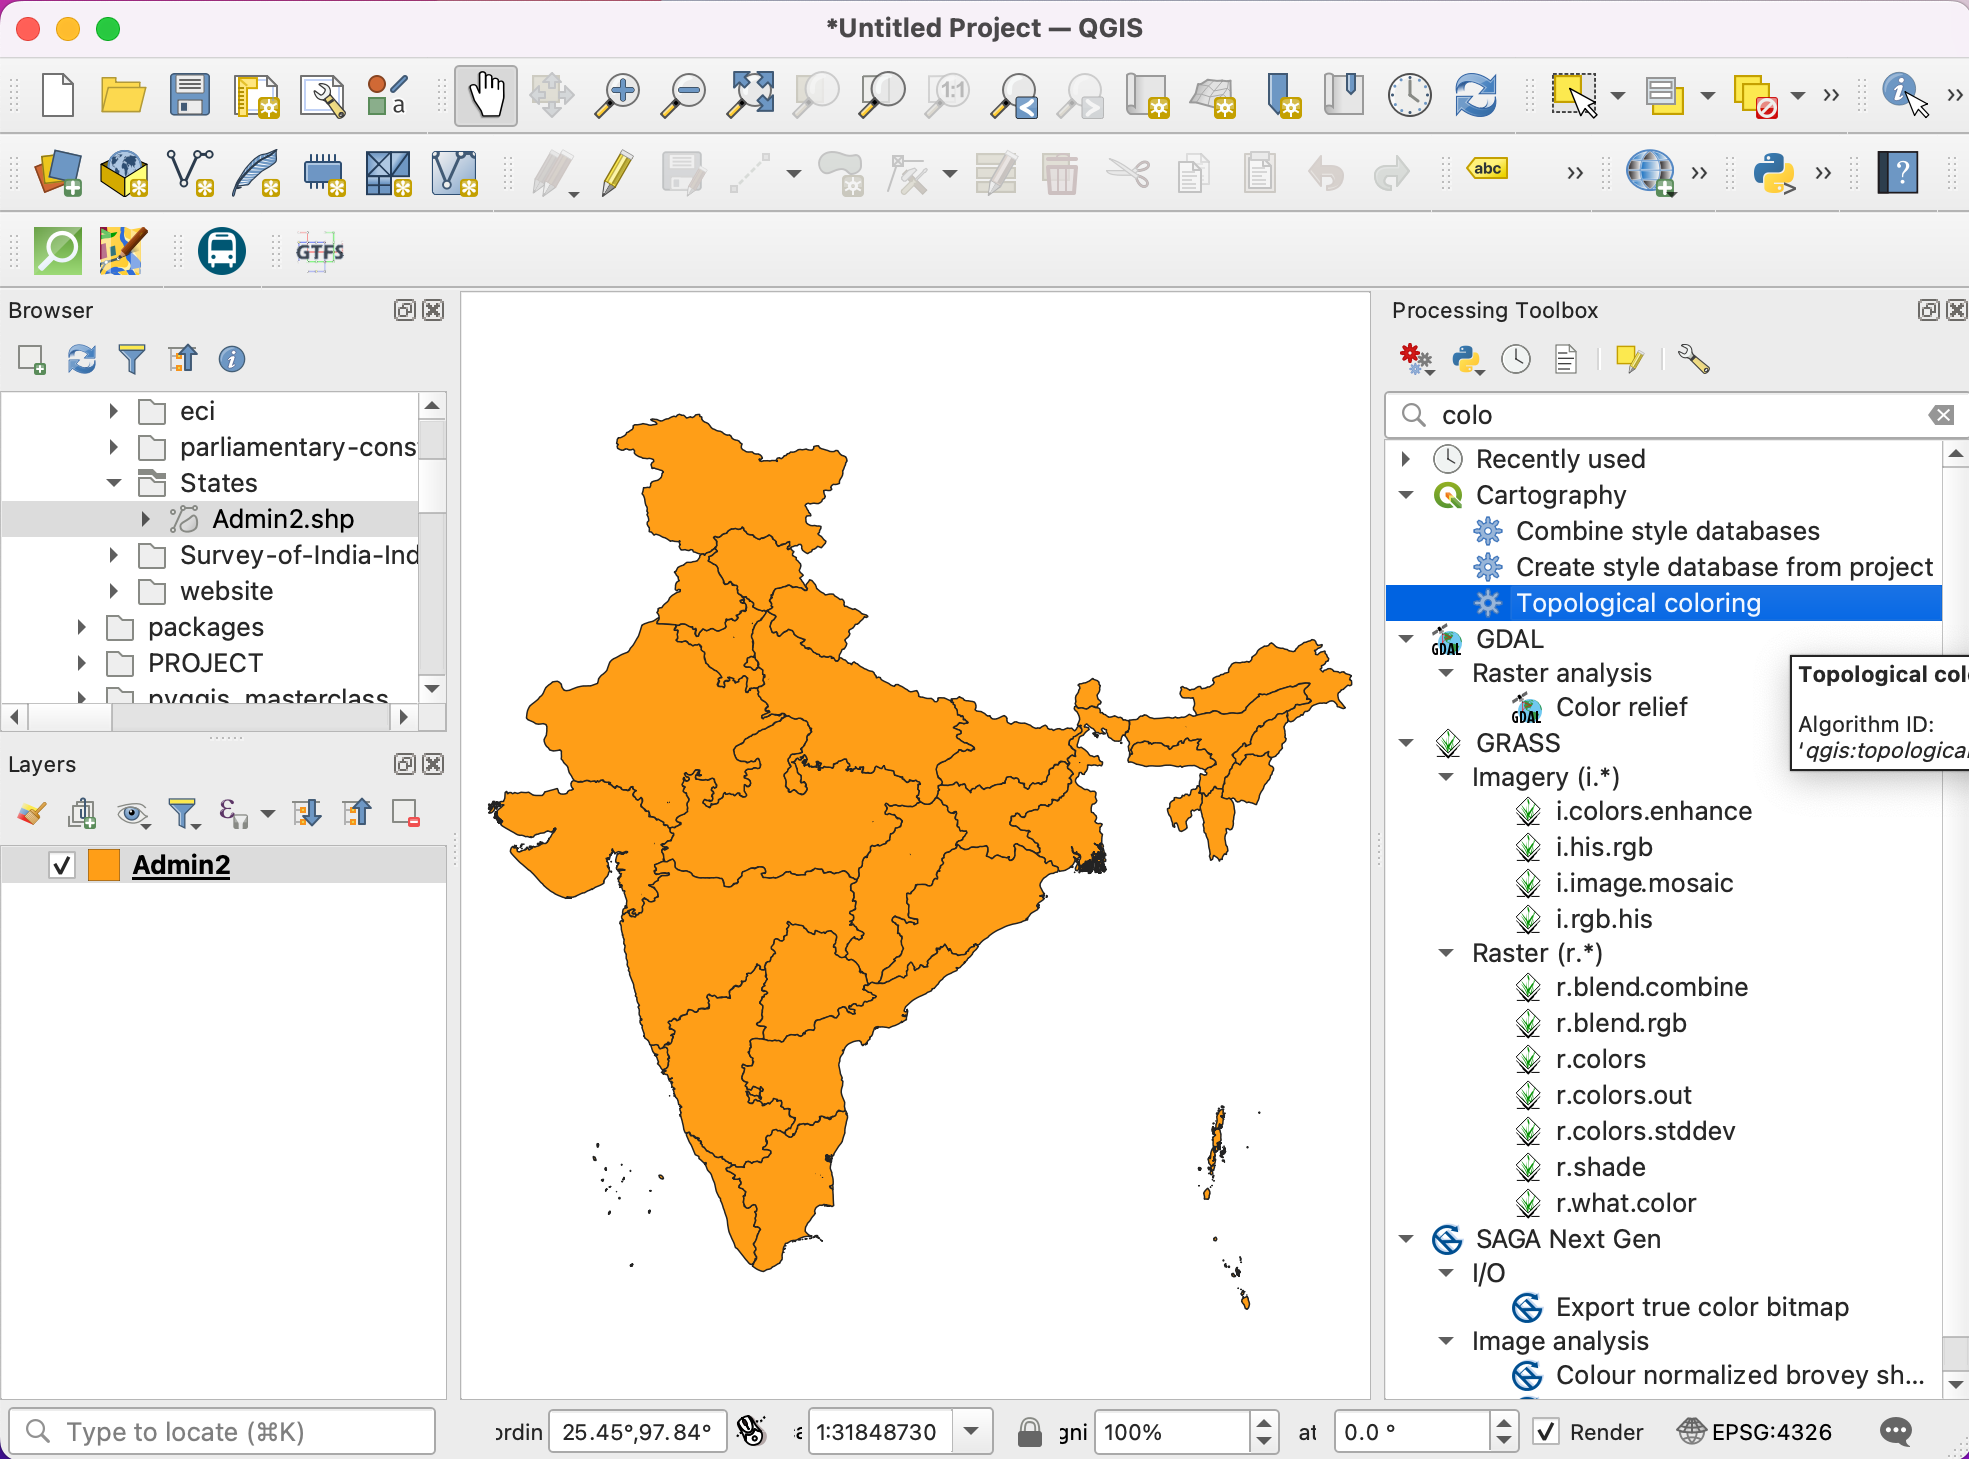 *Untitled Project — QGIS
a
1:1
abc
?
GTFS
Browser
eci
parliamentary-cons
States
Admin2.shp
Survey-of-India-Ind
website
packages
PROJECT
pyqgis_masterclass
Layers
ε
Admin2
Processing Toolbox
colo
Recently used
Cartography
Combine style databases
Create style database from project
Topological coloring
GDAL
GDAL
Raster analysis
GDAL
Color relief
Topological col
Algorithm ID:
'qgis:topological
GRASS
Imagery (i.*)
i.colors.enhance
i.his.rgb
i.image.mosaic
i.rgb.his
Raster (r.*)
r.blend.combine
r.blend.rgb
r.colors
r.colors.out
r.colors.stddev
r.shade
r.what.color
SAGA Next Gen
I/O
Export true color bitmap
Image analysis
Colour normalized brovey sh...
Type to locate (⌘K)
ordin
25.45°,97.84°
1:31848730
gni
100%
at
0.0 °
Render
EPSG:4326